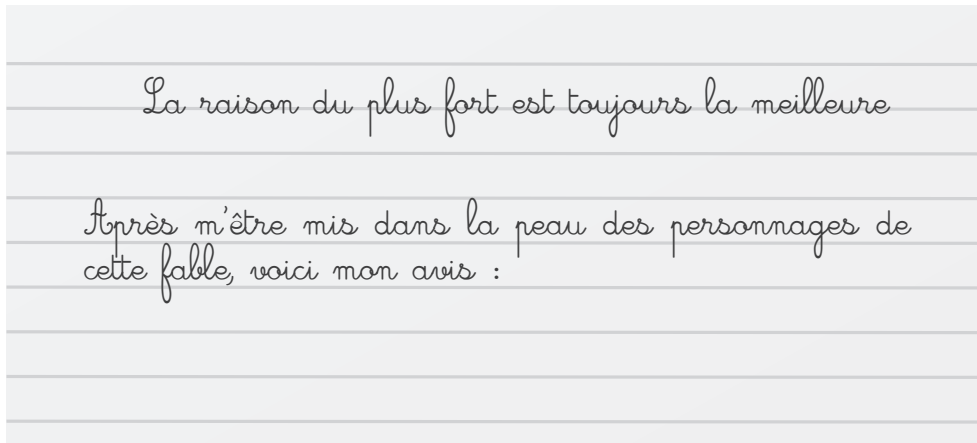 La raison du plus fort est toujours la meilleure
Après m'être mis dans la peau des personnages de
cette fable, voici mon avis :